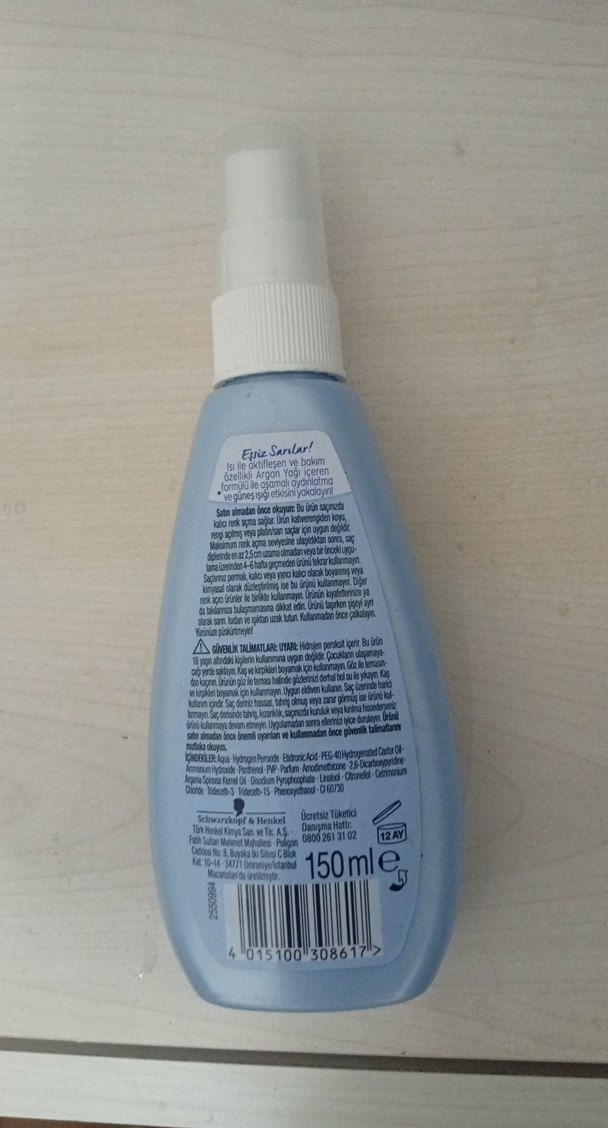 Eşsiz Sarılar!
Isı ile aktifleşen ve bakım
özellikli Argan Yağı içeren
formülü ile aşamalı aydınlatma
ve güneş ışığı etkisini yakalayın!
Satın almadan önce okuyun: Bu ürün saçınızda
kalıcı renk açma sağlar. Ürün kahverengiden koyu,
rengi açılmış veya platin/sarı saçlar için uygun değildir.
Maksimum renk açma seviyesine ulaşıldıktan sonra, saç
diplerinde en az 2,5 cm uzama olmadan veya bir önceki uygu-
lama üzerinden 4-6 hafta geçmeden ürünü tekrar kullanmayın.
Saçlarınız permalı, kalıcı veya yarı kalıcı olarak boyanmış veya
kimyasal olarak düzleştirilmiş ise bu ürünü kullanmayın. Diğer
renk açıcı ürünler ile birlikte kullanmayın. Ürünün kıyafetlerinize ya
da takılarınıza bulaşmamasına dikkat edin. Ürünü taşırken şişeyi ayrı
olarak sarın. Isıdan ve ışıktan uzak tutun. Kullanmadan önce çalkalayın.
Yüzünüze püskürtmeyin!
GÜVENLİK TALİMATLARI: UYARI: Hidrojen peroksit içerir. Bu ürün
16 yaşın altındaki kişilerin kullanımına uygun değildir. Çocukların ulaşamaya-
cağı yerde saklayın. Kaş ve kirpikleri boyamak için kullanmayın. Göz ile temasın-
dan kaçının. Ürünün göz ile teması halinde gözlerinizi derhal bol su ile yıkayın. Kaş
ve kirpikleri boyamak için kullanmayın. Uygun eldiven kullanın. Saç üzerinde harici
kullanım içindir. Saç deriniz hassas, tahriş olmuş veya zarar görmüş ise ürünü kul-
lanmayın. Saç derisinde tahriş, kızarıklık, saçınızda kuruluk veya kırılma hissederseniz
ürünü kullanmaya devam etmeyin. Uygulamadan sonra ellerinizi iyice durulayın. Ürünü
satın almadan önce önemli uyarıları ve kullanmadan önce güvenlik talimatlarını
mutlaka okuyun.
İÇİNDEKİLER: Aqua · Hydrogen Peroxide · Etidronic Acid · PEG-40 Hydrogenated Castor Oil ·
Ammonium Hydroxide · Panthenol · PVP · Parfum · Amodimethicone · 2,6-Dicarboxypyridine ·
Argania Spinosa Kernel Oil · Disodium Pyrophosphate · Linalool · Citronellol · Cetrimonium
Chloride · Trideceth-3 · Trideceth-15 · Phenoxyethanol · CI 60730
Schwarzkopf & Henkel
Türk Henkel Kimya San. ve Tic. A.Ş. ·
Fatih Sultan Mehmet Mahallesi · Poligon
Caddesi No: 8, Buyaka İki Sitesi C Blok
Kat: 10-14 · 34771 Ümraniye/İstanbul
Macaristan'da üretilmiştir.
Ücretsiz Tüketici
Danışma Hattı:
0800 261 31 02
12 AY
150 ml e
2550994
4 015100 308617 >